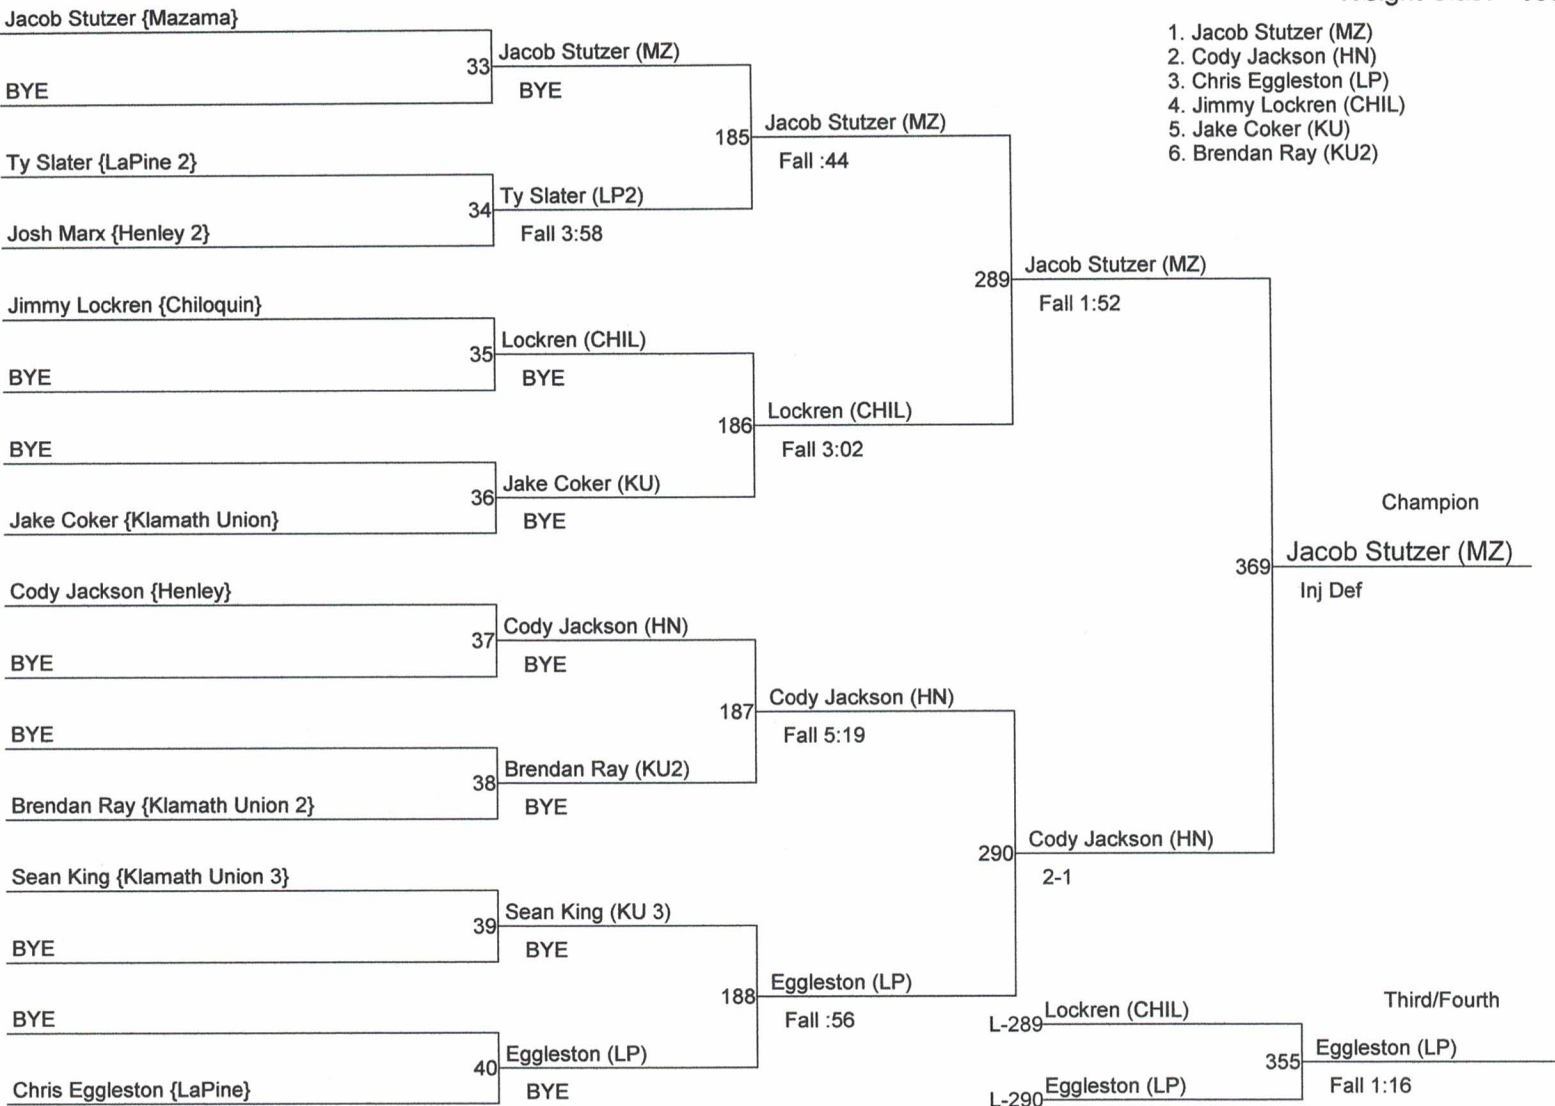 1. Jacob Stutzer (MZ)
2. Cody Jackson (HN)
3. Chris Eggleston (LP)
4. Jimmy Lockren (CHIL)
5. Jake Coker (KU)
6. Brendan Ray (KU2)
Jacob Stutzer {Mazama}
BYE
Ty Slater {LaPine 2}
Josh Marx {Henley 2}
Jimmy Lockren {Chiloquin}
BYE
BYE
Jake Coker {Klamath Union}
Cody Jackson {Henley}
BYE
BYE
Brendan Ray {Klamath Union 2}
Sean King {Klamath Union 3}
BYE
BYE
Chris Eggleston {LaPine}
33 Jacob Stutzer (MZ)
BYE
34 Ty Slater (LP2)
Fall 3:58
35 Lockren (CHIL)
BYE
36 Jake Coker (KU)
BYE
37 Cody Jackson (HN)
BYE
38 Brendan Ray (KU2)
BYE
39 Sean King (KU 3)
BYE
40 Eggleston (LP)
BYE
185 Jacob Stutzer (MZ)
Fall :44
186 Lockren (CHIL)
Fall 3:02
187 Cody Jackson (HN)
Fall 5:19
188 Eggleston (LP)
Fall :56
289 Jacob Stutzer (MZ)
Fall 1:52
290 Cody Jackson (HN)
2-1
Champion
369 Jacob Stutzer (MZ)
Inj Def
Third/Fourth
L-289 Lockren (CHIL)
L-290 Eggleston (LP)
355 Eggleston (LP)
Fall 1:16